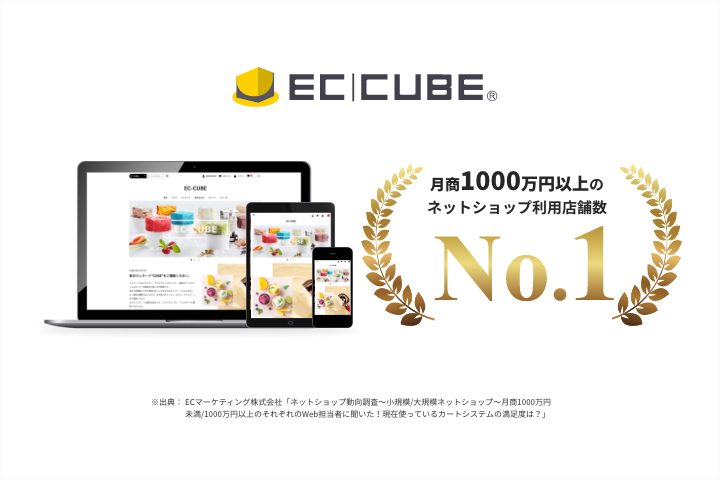 EC CUBE®
月商1000万円以上の
ネットショップ利用店舗数
No.1
EC-CUBE
EC-CUBE
※出典： ECマーケティング株式会社「ネットショップ動向調査〜小規模/大規模ネットショップ〜月商1000万円
未満/1000万円以上のそれぞれのWeb担当者に聞いた！現在使っているカートシステムの満足度は？」